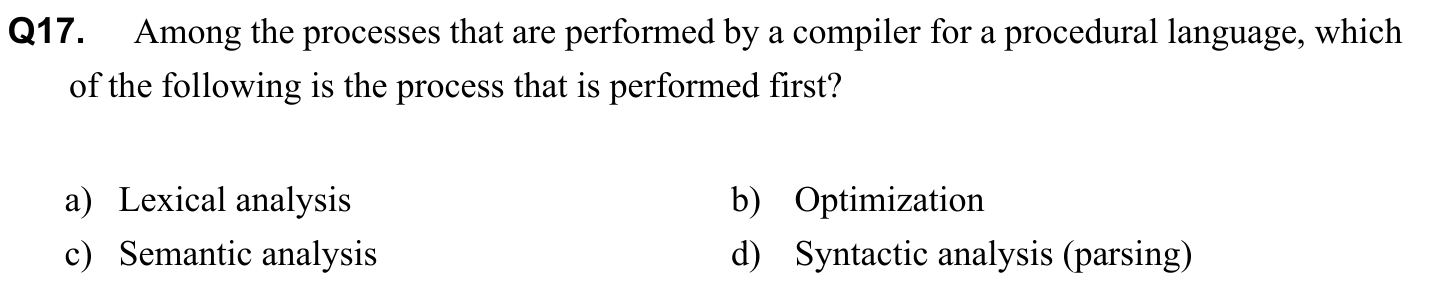 Q17. Among the processes that are performed by a compiler for a procedural language, which
of the following is the process that is performed first?
a) Lexical analysis b) Optimization
c) Semantic analysis d) Syntactic analysis (parsing)